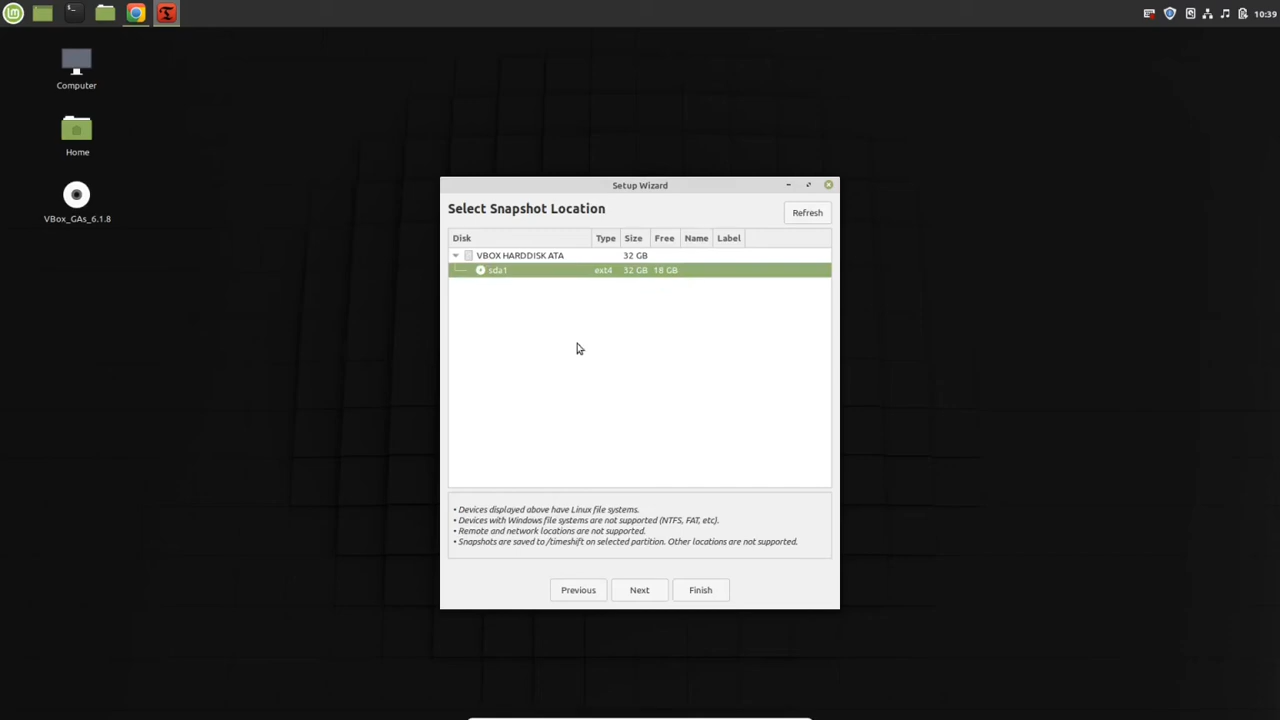 10:39
Computer
Home
VBox_GAs_6.1.8
Setup Wizard
Select Snapshot Location
Refresh
Disk Type Size Free Name Label
VBOX HARDDISK ATA 32 GB
sda1 ext4 32 GB 18 GB
• Devices displayed above have Linux file systems.
• Devices with Windows file systems are not supported (NTFS, FAT, etc).
• Remote and network locations are not supported.
• Snapshots are saved to /timeshift on selected partition. Other locations are not supported.
Previous Next Finish